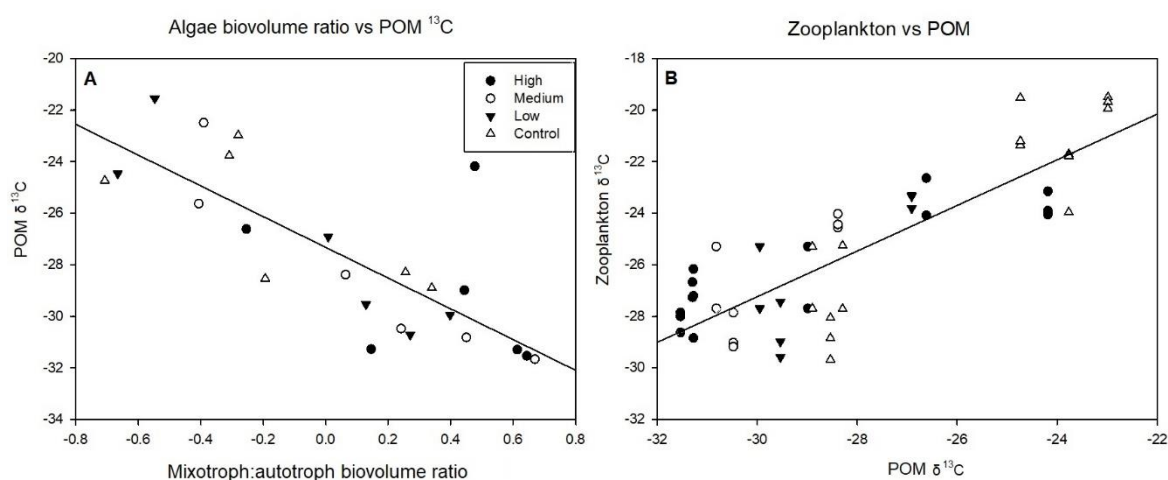 Algae biovolume ratio vs POM ¹³C
A
High
Medium
Low
Control
-20
-22
-24
-26
-28
-30
-32
-34
POM δ¹³C
-0.8 -0.6 -0.4 -0.2 0.0 0.2 0.4 0.6 0.8
Mixotroph:autotroph biovolume ratio
Zooplankton vs POM
B
-18
-20
-22
-24
-26
-28
-30
-32
Zooplankton δ¹³C
-32 -30 -28 -26 -24 -22
POM δ¹³C